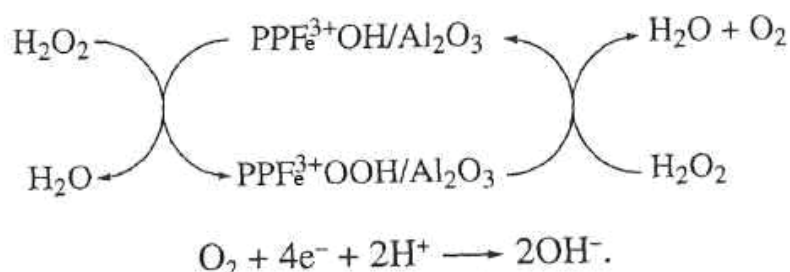 H₂O₂ PPFe³⁺OH/Al₂O₃ H₂O + O₂
H₂O PPFe³⁺OOH/Al₂O₃ H₂O₂
O₂ + 4e⁻ + 2H⁺ ⟶ 2OH⁻.